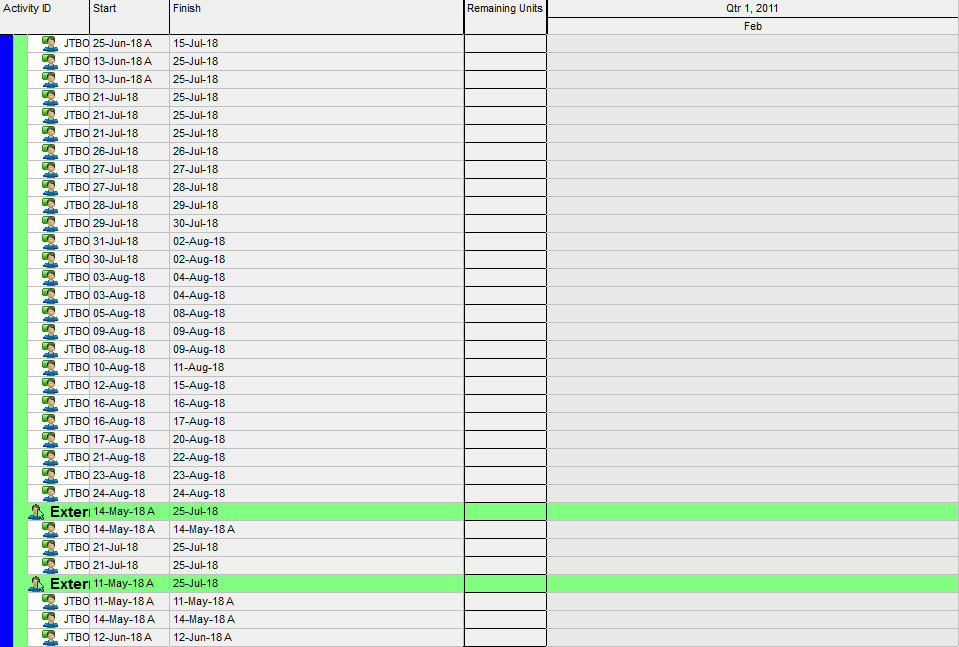 Activity ID Start Finish Remaining Units Qtr 1, 2011
Feb
JTBO 25-Jun-18 A 15-Jul-18
JTBO 13-Jun-18 A 25-Jul-18
JTBO 13-Jun-18 A 25-Jul-18
JTBO 21-Jul-18 25-Jul-18
JTBO 21-Jul-18 25-Jul-18
JTBO 21-Jul-18 25-Jul-18
JTBO 26-Jul-18 26-Jul-18
JTBO 27-Jul-18 27-Jul-18
JTBO 27-Jul-18 28-Jul-18
JTBO 28-Jul-18 29-Jul-18
JTBO 29-Jul-18 30-Jul-18
JTBO 31-Jul-18 02-Aug-18
JTBO 30-Jul-18 02-Aug-18
JTBO 03-Aug-18 04-Aug-18
JTBO 03-Aug-18 04-Aug-18
JTBO 05-Aug-18 08-Aug-18
JTBO 09-Aug-18 09-Aug-18
JTBO 08-Aug-18 09-Aug-18
JTBO 10-Aug-18 11-Aug-18
JTBO 12-Aug-18 15-Aug-18
JTBO 16-Aug-18 16-Aug-18
JTBO 16-Aug-18 17-Aug-18
JTBO 17-Aug-18 20-Aug-18
JTBO 21-Aug-18 22-Aug-18
JTBO 23-Aug-18 23-Aug-18
JTBO 24-Aug-18 24-Aug-18
Exter 14-May-18 A 25-Jul-18
JTBO 14-May-18 A 14-May-18 A
JTBO 21-Jul-18 25-Jul-18
JTBO 21-Jul-18 25-Jul-18
Exter 11-May-18 A 25-Jul-18
JTBO 11-May-18 A 11-May-18 A
JTBO 14-May-18 A 14-May-18 A
JTBO 12-Jun-18 A 12-Jun-18 A